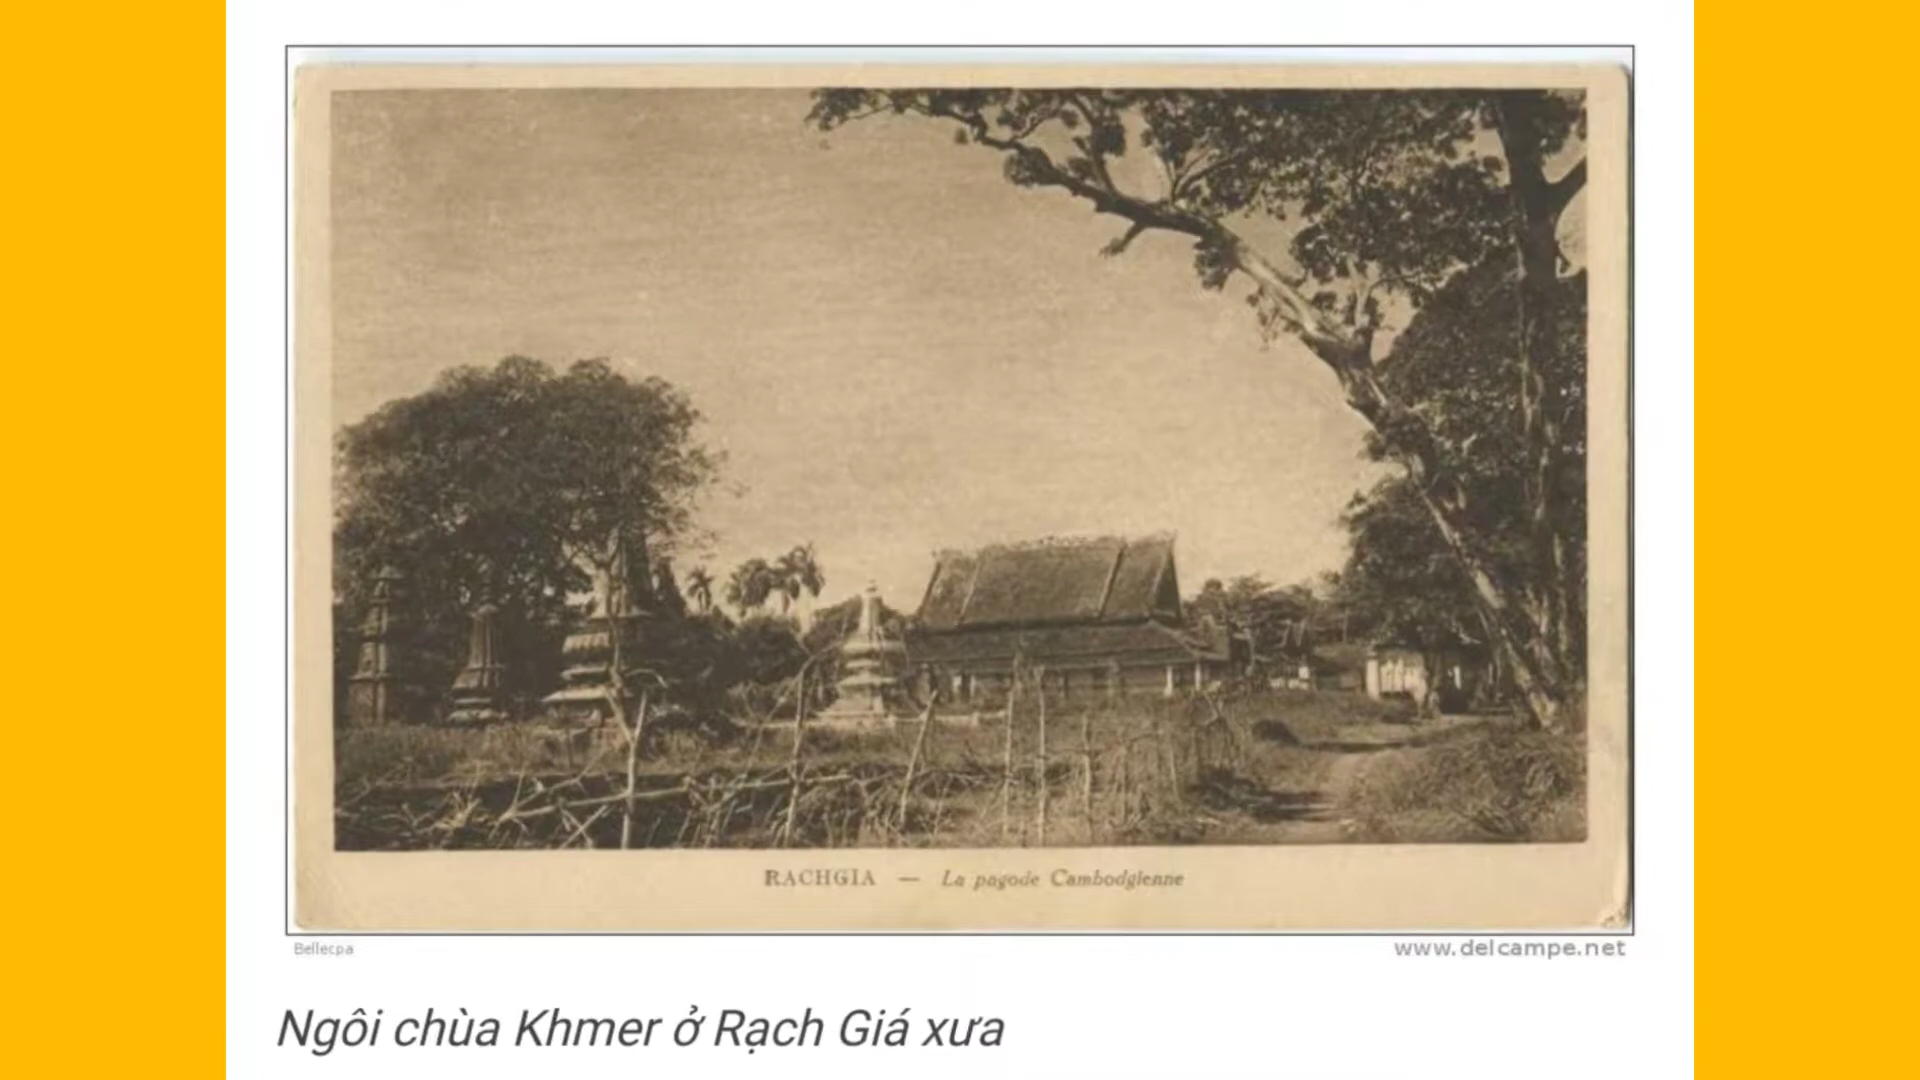 RACHGIA — La pagode Cambodgienne
Bellecpa
www.delcampe.net
Ngôi chùa Khmer ở Rạch Giá xưa